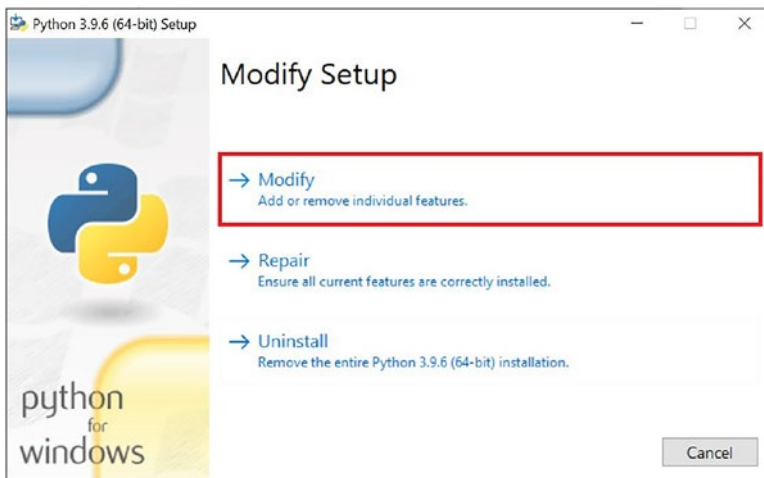 Python 3.9.6 (64-bit) Setup
Modify Setup
Modify
Add or remove individual features.
Repair
Ensure all current features are correctly installed.
Uninstall
Remove the entire Python 3.9.6 (64-bit) installation.
python
for
windows
Cancel